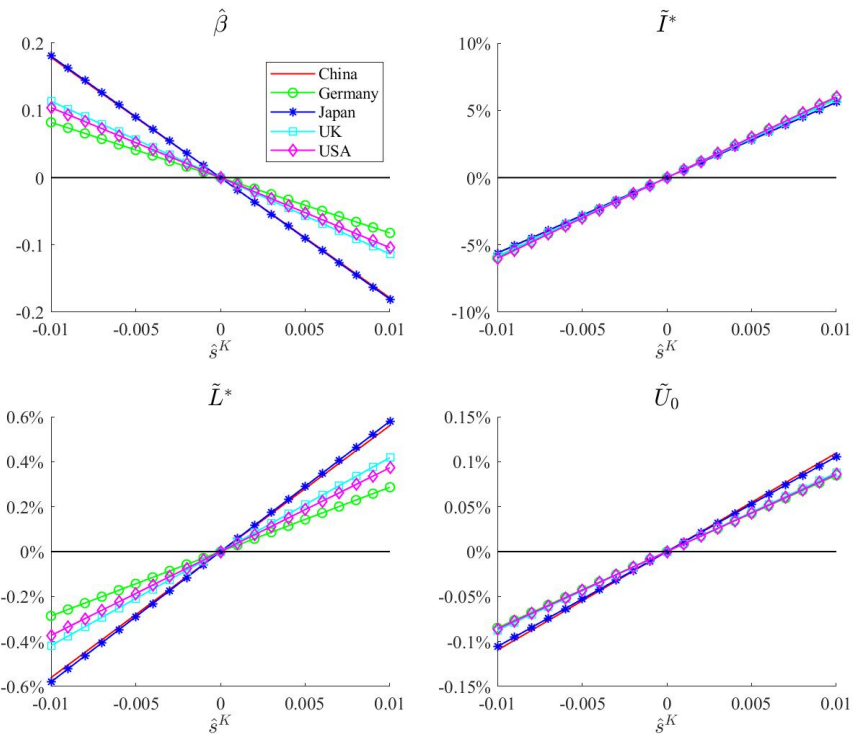 β̂
0.2
0.1
0
-0.1
-0.2
-0.01 -0.005 0 0.005 0.01
ŝᴷ
China
Germany
Japan
UK
USA
Ĩ*
10%
5%
0%
-5%
-10%
-0.01 -0.005 0 0.005 0.01
ŝᴷ
L̃*
0.6%
0.4%
0.2%
0%
-0.2%
-0.4%
-0.6%
-0.01 -0.005 0 0.005 0.01
ŝᴷ
Ũ₀
0.15%
0.1%
0.05%
0%
-0.05%
-0.1%
-0.15%
-0.01 -0.005 0 0.005 0.01
ŝᴷ